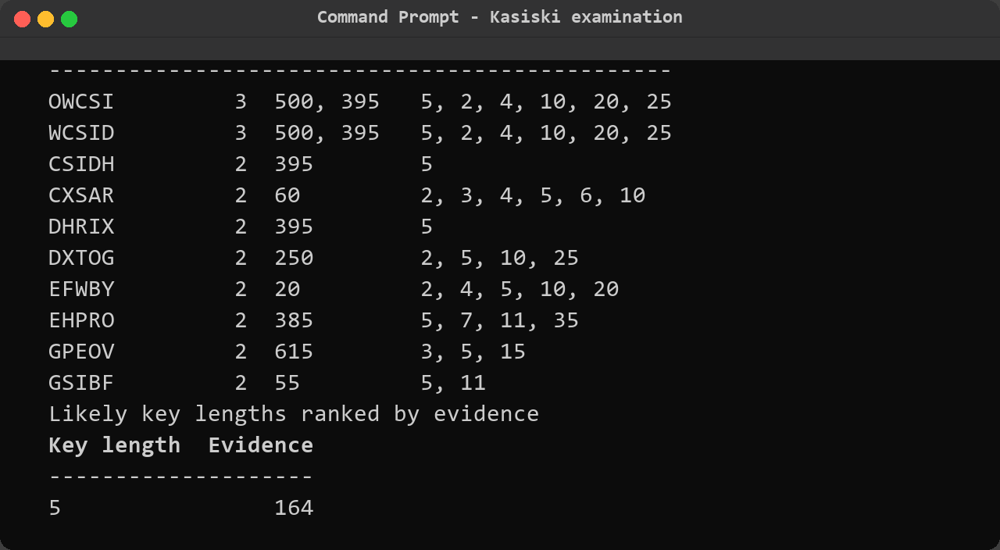 Command Prompt - Kasiski examination
-----------------------------------------------
OWCSI         3  500, 395   5, 2, 4, 10, 20, 25
WCSID         3  500, 395   5, 2, 4, 10, 20, 25
CSIDH         2  395        5
CXSAR         2  60         2, 3, 4, 5, 6, 10
DHRIX         2  395        5
DXTOG         2  250        2, 5, 10, 25
EFWBY         2  20         2, 4, 5, 10, 20
EHPRO         2  385        5, 7, 11, 35
GPEOV         2  615        3, 5, 15
GSIBF         2  55         5, 11
Likely key lengths ranked by evidence
Key length  Evidence
--------------------
5                164